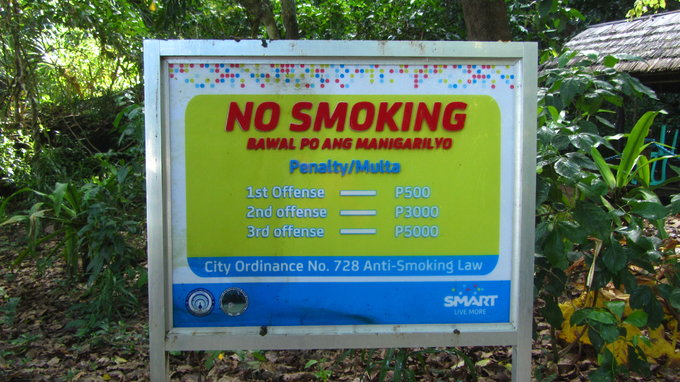 NO SMOKING
BAWAL PO ANG MANIGARILYO
Penalty/Multa
1st Offense — P500
2nd offense — P3000
3rd offense — P5000
City Ordinance No. 728 Anti-Smoking Law
SMART
LIVE MORE